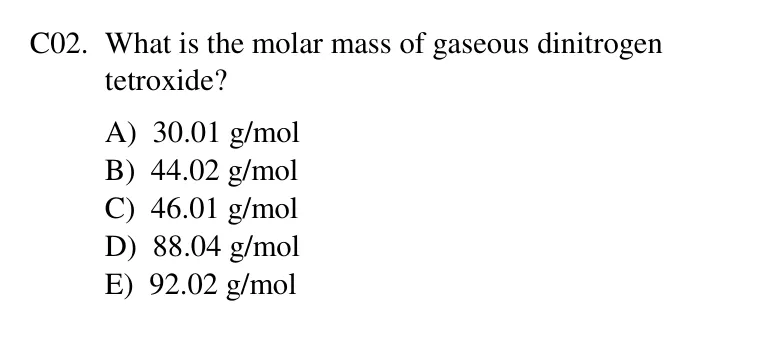 C02. What is the molar mass of gaseous dinitrogen
tetroxide?
A) 30.01 g/mol
B) 44.02 g/mol
C) 46.01 g/mol
D) 88.04 g/mol
E) 92.02 g/mol